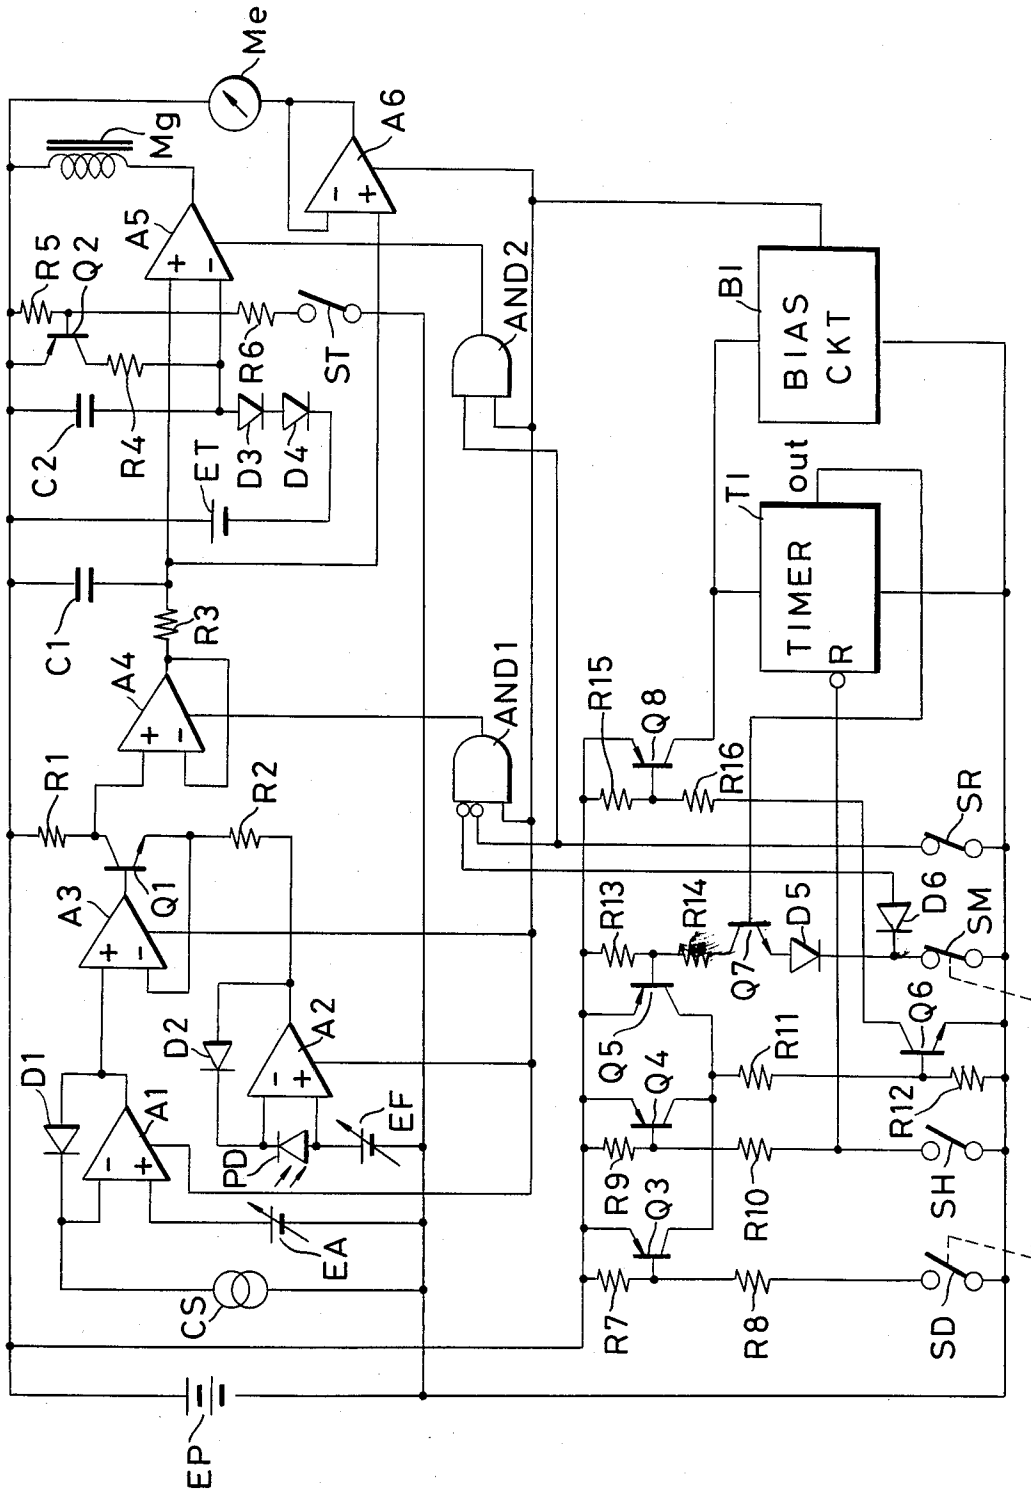 Me
Mg
A6
A5
R5
Q2
R6
ST
R4
C2
D3
D4
ET
AND2
BI
BIAS
CKT
C1
R3
A4
AND1
TI
out
TIMER
R
R1
R2
A3
Q1
R15
Q8
R16
SR
D1
A1
D2
A2
PD
EF
EA
CS
R13
R14
Q7
D5
D6
SM
Q5
Q4
R11
Q6
R12
R9
Q3
R10
SH
R7
R8
SD
EP
+
-
+
-
+
-
+
-
+
-
+
-